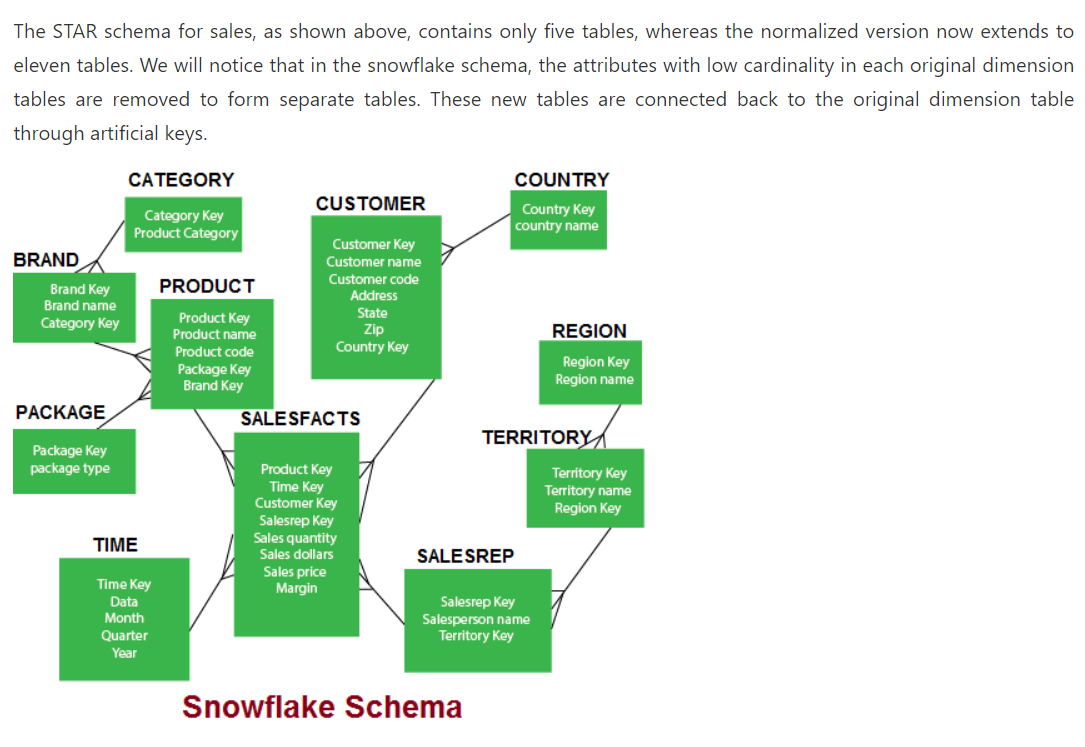 The STAR schema for sales, as shown above, contains only five tables, whereas the normalized version now extends to
eleven tables. We will notice that in the snowflake schema, the attributes with low cardinality in each original dimension
tables are removed to form separate tables. These new tables are connected back to the original dimension table
through artificial keys.
CATEGORY
Category Key
Product Category
BRAND
Brand Key
Brand name
Category Key
PRODUCT
Product Key
Product name
Product code
Package Key
Brand Key
PACKAGE
Package Key
package type
CUSTOMER
Customer Key
Customer name
Customer code
Address
State
Zip
Country Key
COUNTRY
Country Key
country name
REGION
Region Key
Region name
TERRITORY
Territory Key
Territory name
Region Key
SALESFACTS
Product Key
Time Key
Customer Key
Salesrep Key
Sales quantity
Sales dollars
Sales price
Margin
TIME
Time Key
Data
Month
Quarter
Year
SALESREP
Salesrep Key
Salesperson name
Territory Key
Snowflake Schema